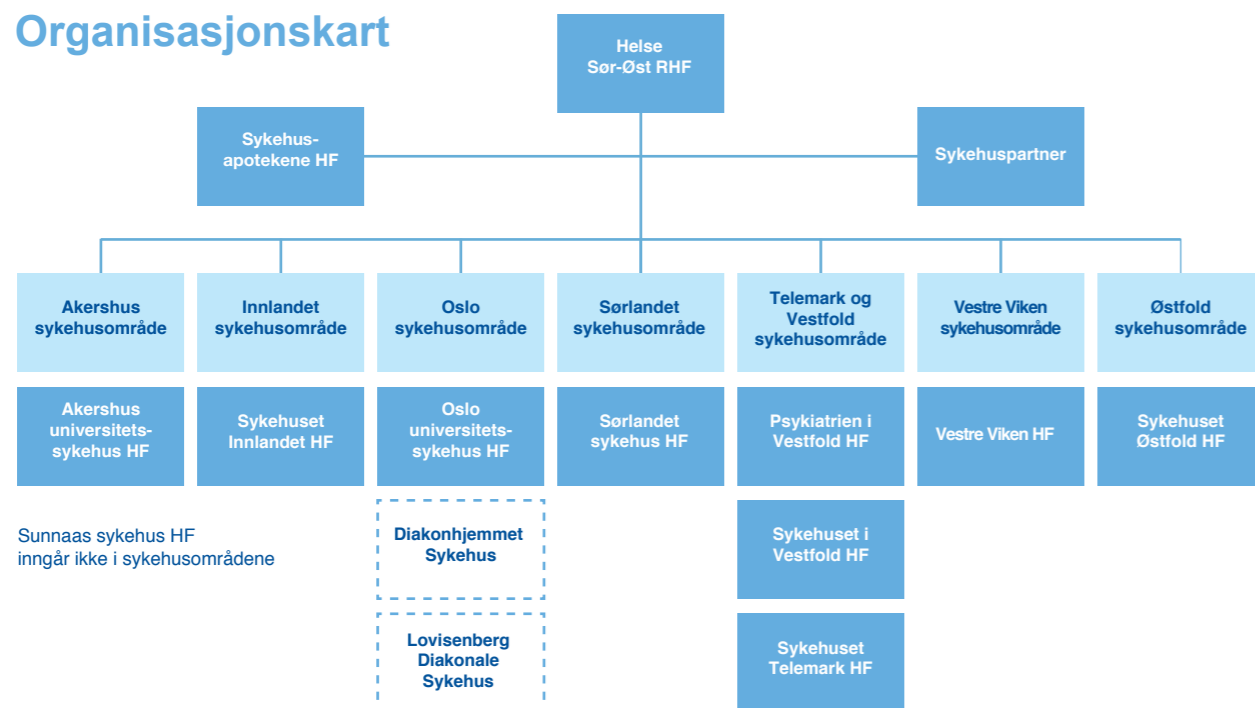 Organisasjonskart
Helse
Sør-Øst RHF
Sykehus-
apotekene HF
Sykehuspartner
Akershus
sykehusområde
Innlandet
sykehusområde
Oslo
sykehusområde
Sørlandet
sykehusområde
Telemark og
Vestfold
sykehusområde
Vestre Viken
sykehusområde
Østfold
sykehusområde
Akershus
universitets-
sykehus HF
Sykehuset
Innlandet HF
Oslo
universitets-
sykehus HF
Sørlandet
sykehus HF
Psykiatrien i
Vestfold HF
Vestre Viken HF
Sykehuset
Østfold HF
Sunnaas sykehus HF
inngår ikke i sykehusområdene
Diakonhjemmet
Sykehus
Sykehuset i
Vestfold HF
Lovisenberg
Diakonale
Sykehus
Sykehuset
Telemark HF